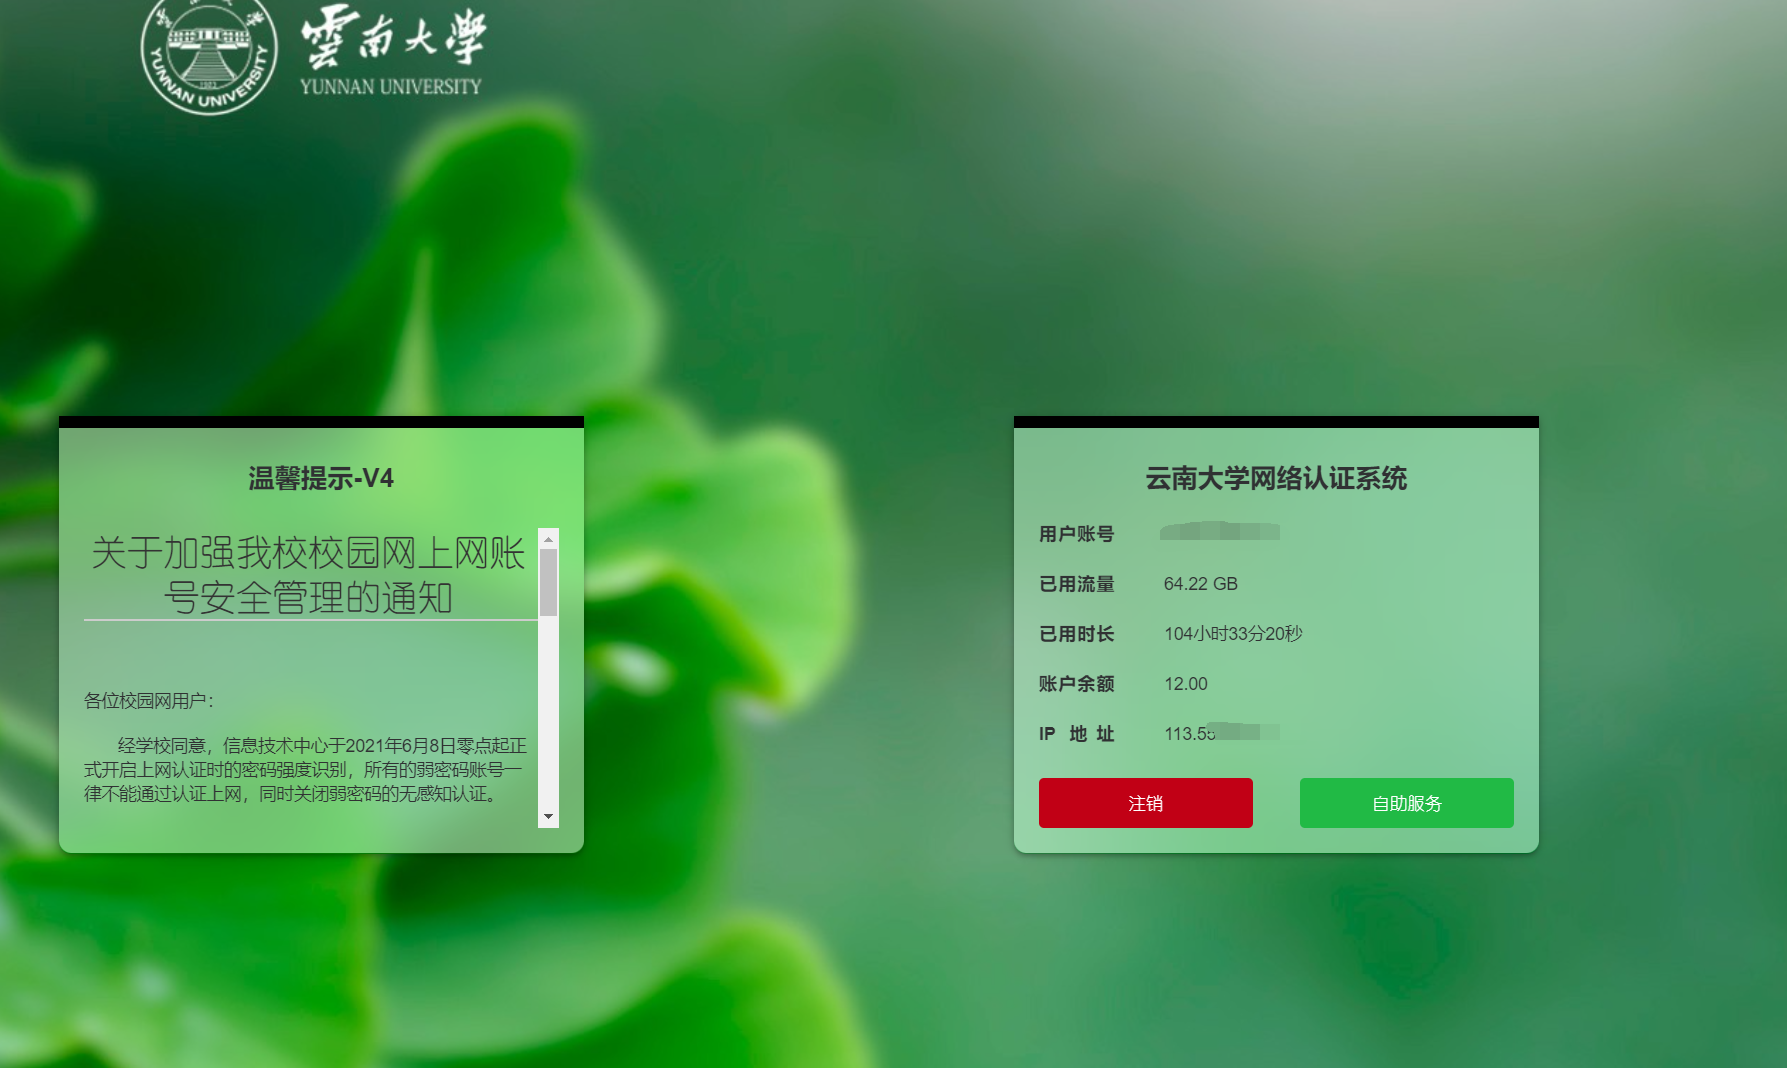 雲南大學
YUNNAN UNIVERSITY
YUNNAN UNIVERSITY
温馨提示-V4
关于加强我校校园网上网账
号安全管理的通知
各位校园网用户：
经学校同意，信息技术中心于2021年6月8日零点起正
式开启上网认证时的密码强度识别，所有的弱密码账号一
律不能通过认证上网，同时关闭弱密码的无感知认证。
云南大学网络认证系统
用户账号
已用流量 64.22 GB
已用时长 104小时33分20秒
账户余额 12.00
IP 地 址 113.55
注销 自助服务